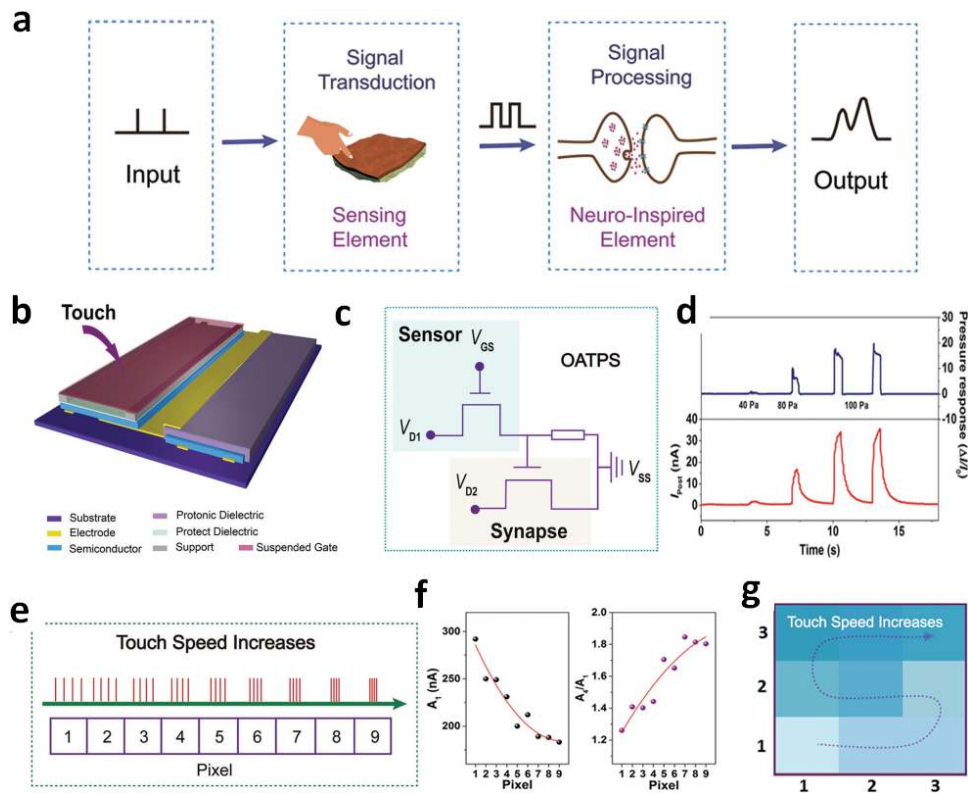 a
Signal
Transduction
Signal
Processing
Input
Output
Sensing
Element
Neuro-Inspired
Element
b
Touch
Substrate
Electrode
Semiconductor
Protonic Dielectric
Protect Dielectric
Support
Suspended Gate
c
Sensor
V_GS
OATPS
V_D1
V_D2
V_SS
Synapse
d
30
20
10
0
-10
Pressure response (ΔI/I₀)
40 Pa
80 Pa
100 Pa
40
30
20
10
0
I_Post (nA)
0
5
10
15
Time (s)
e
Touch Speed Increases
1 2 3 4 5 6 7 8 9
Pixel
f
300
250
200
A₁ (nA)
1 2 3 4 5 6 7 8 9
Pixel
2.0
1.8
1.6
1.4
1.2
A₄/A₁
1 2 3 4 5 6 7 8 9
Pixel
g
Touch Speed Increases
3
2
1
1 2 3